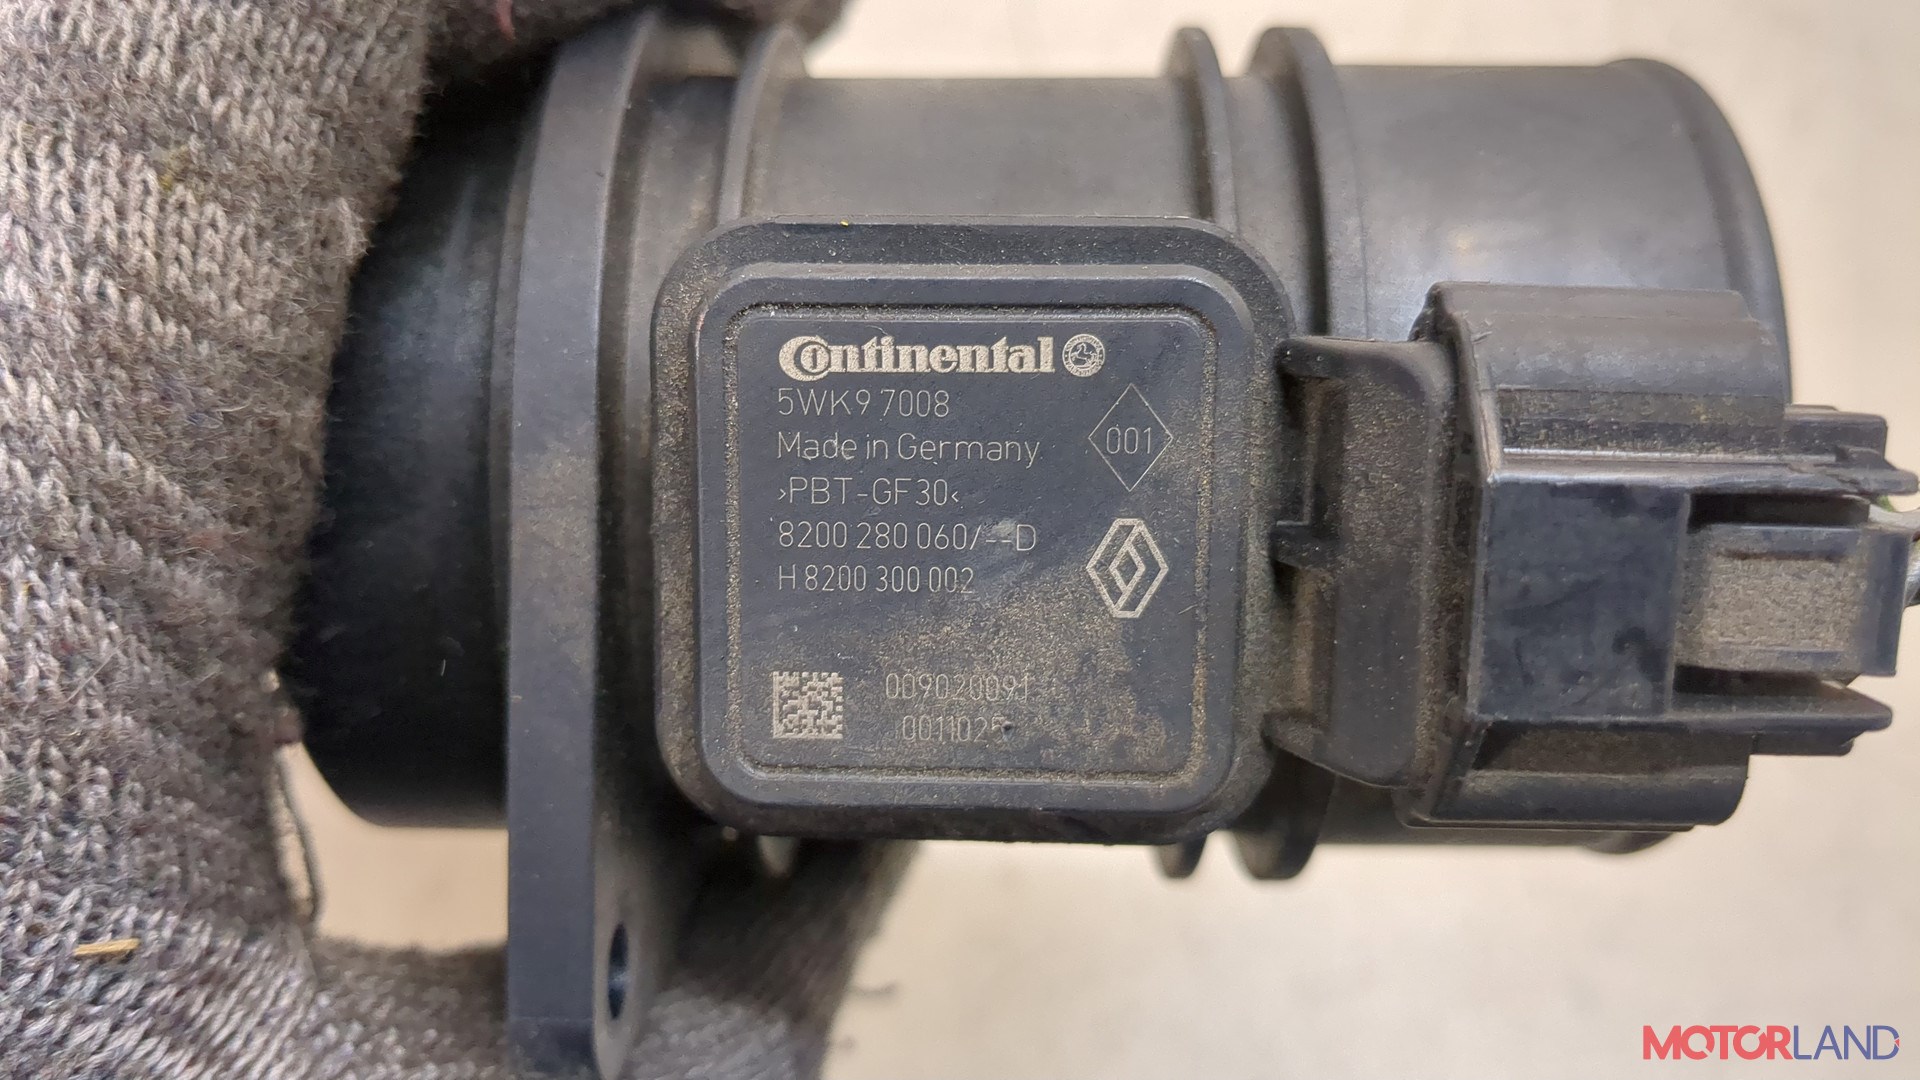 Continental
5WK9 7008
Made in Germany
001
›PBT-GF30‹
8200 280 060/--D
H 8200 300 002
009020091
0011025
MOTORLAND